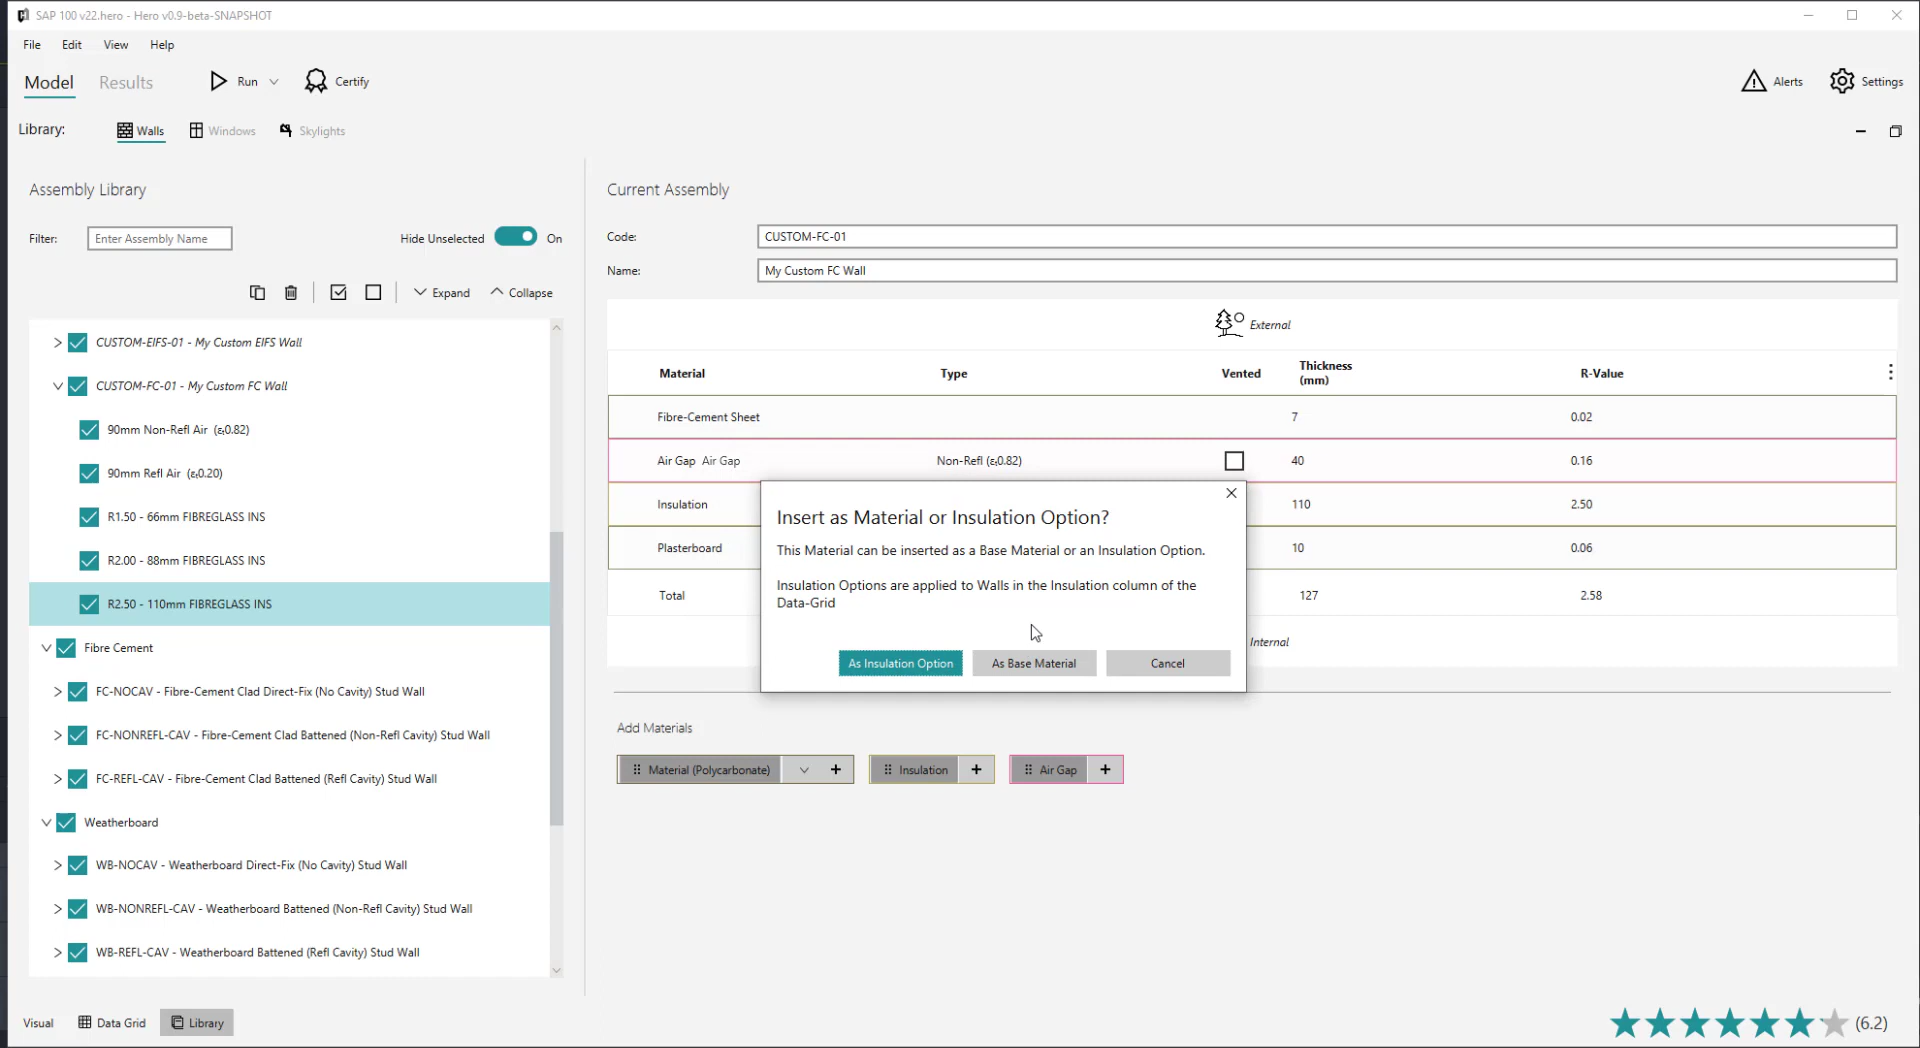 SAP 100 v22.hero - Hero v0.9-beta-SNAPSHOT
File Edit View Help
Model Results Run Certify Alerts Settings
Library: Walls Windows Skylights
Assembly Library
Filter: Enter Assembly Name Hide Unselected On
Expand Collapse
CUSTOM-EIFS-01 - My Custom EIFS Wall
CUSTOM-FC-01 - My Custom FC Wall
90mm Non-Refl Air (εᵢ0.82)
90mm Refl Air (εᵢ0.20)
R1.50 - 66mm FIBREGLASS INS
R2.00 - 88mm FIBREGLASS INS
R2.50 - 110mm FIBREGLASS INS
Fibre Cement
FC-NOCAV - Fibre-Cement Clad Direct-Fix (No Cavity) Stud Wall
FC-NONREFL-CAV - Fibre-Cement Clad Battened (Non-Refl Cavity) Stud Wall
FC-REFL-CAV - Fibre-Cement Clad Battened (Refl Cavity) Stud Wall
Weatherboard
WB-NOCAV - Weatherboard Direct-Fix (No Cavity) Stud Wall
WB-NONREFL-CAV - Weatherboard Battened (Non-Refl Cavity) Stud Wall
WB-REFL-CAV - Weatherboard Battened (Refl Cavity) Stud Wall
Current Assembly
Code: CUSTOM-FC-01
Name: My Custom FC Wall
External
Material Type Vented Thickness (mm) R-Value
Fibre-Cement Sheet 7 0.02
Air Gap Air Gap Non-Refl (εᵢ0.82) 40 0.16
Insulation 110 2.50
Plasterboard 10 0.06
Total 127 2.58
Internal
Insert as Material or Insulation Option?
This Material can be inserted as a Base Material or an Insulation Option.
Insulation Options are applied to Walls in the Insulation column of the
Data-Grid
As Insulation Option As Base Material Cancel
Add Materials
Material (Polycarbonate) Insulation Air Gap
Visual Data Grid Library (6.2)